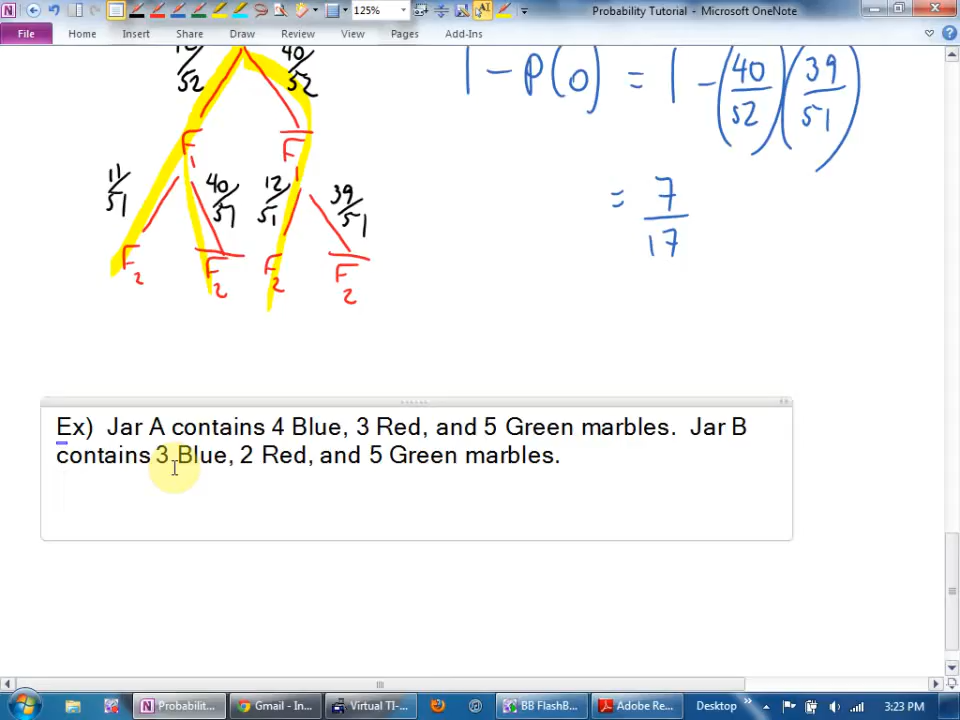 125%
Probability Tutorial - Microsoft OneNote
File Home Insert Share Draw Review View Pages Add-Ins
52 40/52
1 - P(0) = 1 - (40/52)(39/51)
F F
11/51 40/51 12/51 39/51
= 7/17
F2 F2 F2 F2
Ex) Jar A contains 4 Blue, 3 Red, and 5 Green marbles. Jar B
contains 3 Blue, 2 Red, and 5 Green marbles.
Probabilit... Gmail - In... Virtual TI-... BB FlashB... Adobe Re... Desktop 3:23 PM